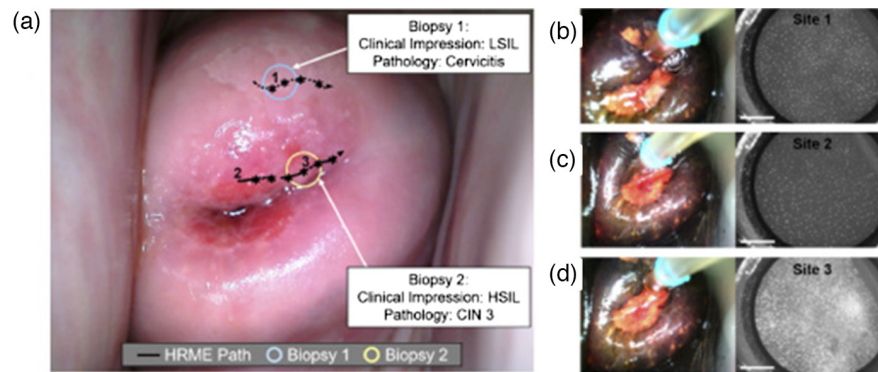 (a)
Biopsy 1:
Clinical Impression: LSIL
Pathology: Cervicitis
1
2
3
Biopsy 2:
Clinical Impression: HSIL
Pathology: CIN 3
HRME Path
Biopsy 1
Biopsy 2
(b)
Site 1
(c)
Site 2
(d)
Site 3